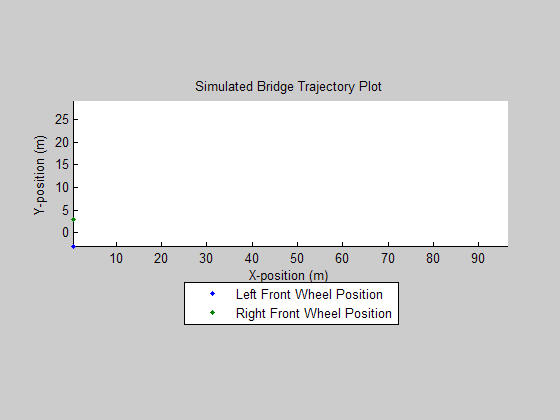 Simulated Bridge Trajectory Plot
Y-position (m)
25
20
15
10
5
0
10 20 30 40 50 60 70 80 90
X-position (m)
Left Front Wheel Position
Right Front Wheel Position